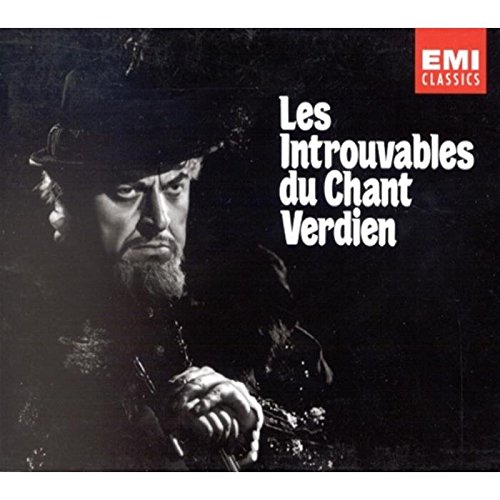 EMI
CLASSICS
Les
Introuvables
du Chant
Verdien